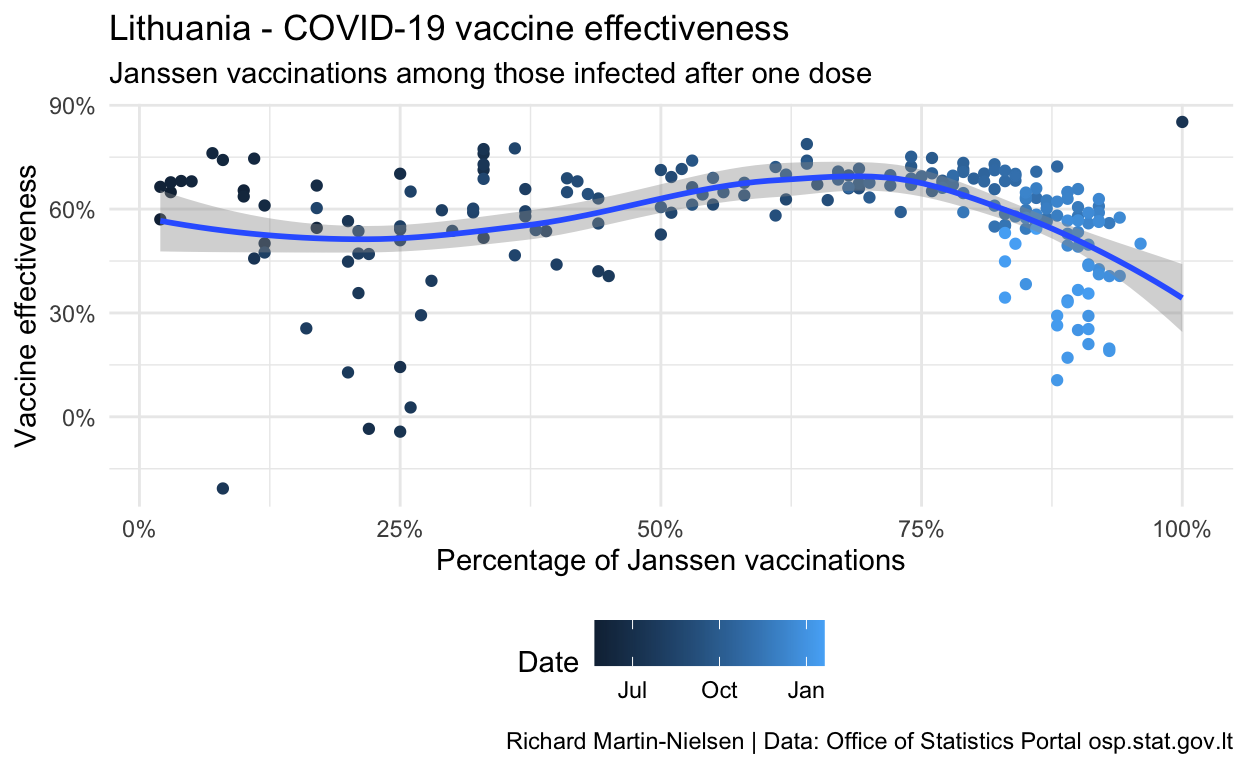 Lithuania - COVID-19 vaccine effectiveness
Janssen vaccinations among those infected after one dose
90%
60%
30%
0%
Vaccine effectiveness
0%
25%
50%
75%
100%
Percentage of Janssen vaccinations
Date
Jul
Oct
Jan
Richard Martin-Nielsen | Data: Office of Statistics Portal osp.stat.gov.lt